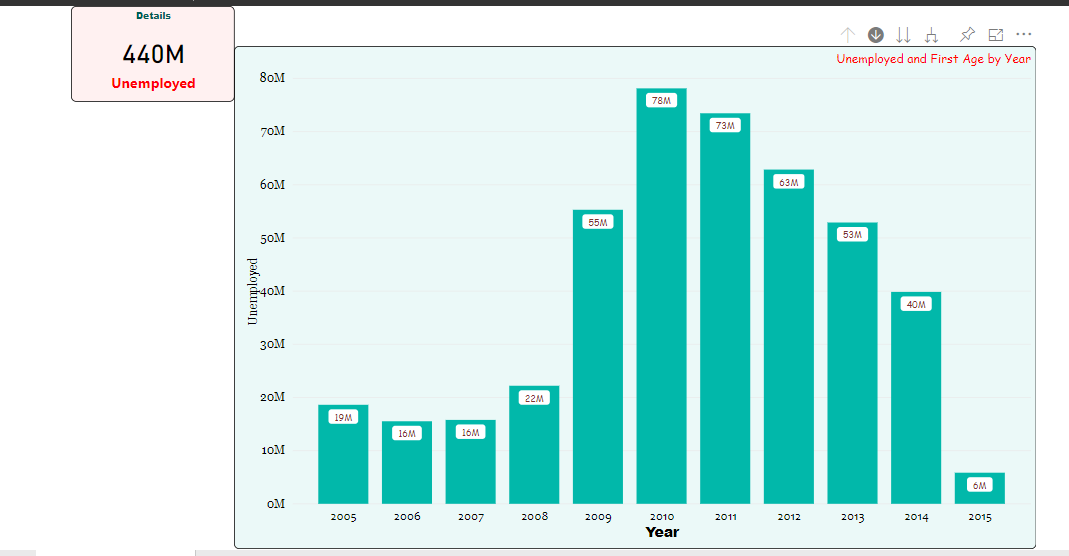 Details
440M
Unemployed
Unemployed and First Age by Year
80M
70M
60M
50M
40M
30M
20M
10M
0M
Unemployed
19M
16M
16M
22M
55M
78M
73M
63M
53M
40M
6M
2005 2006 2007 2008 2009 2010 2011 2012 2013 2014 2015
Year